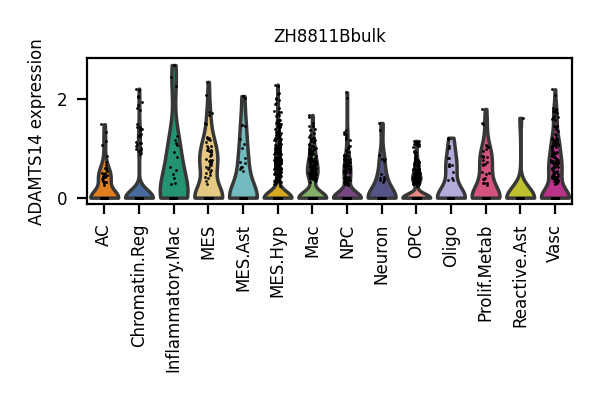 ZH8811Bbulk
ADAMTS14 expression
2
0
AC
Chromatin.Reg
Inflammatory.Mac
MES
MES.Ast
MES.Hyp
Mac
NPC
Neuron
OPC
Oligo
Prolif.Metab
Reactive.Ast
Vasc